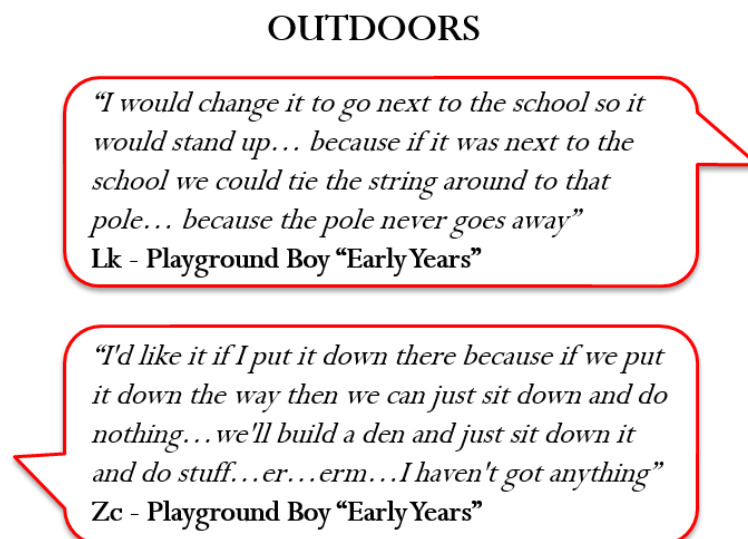 OUTDOORS
“I would change it to go next to the school so it
would stand up… because if it was next to the
school we could tie the string around to that
pole… because the pole never goes away”
Lk - Playground Boy “Early Years”
“I'd like it if I put it down there because if we put
it down the way then we can just sit down and do
nothing…we'll build a den and just sit down it
and do stuff…er…erm…I haven't got anything”
Zc - Playground Boy “Early Years”